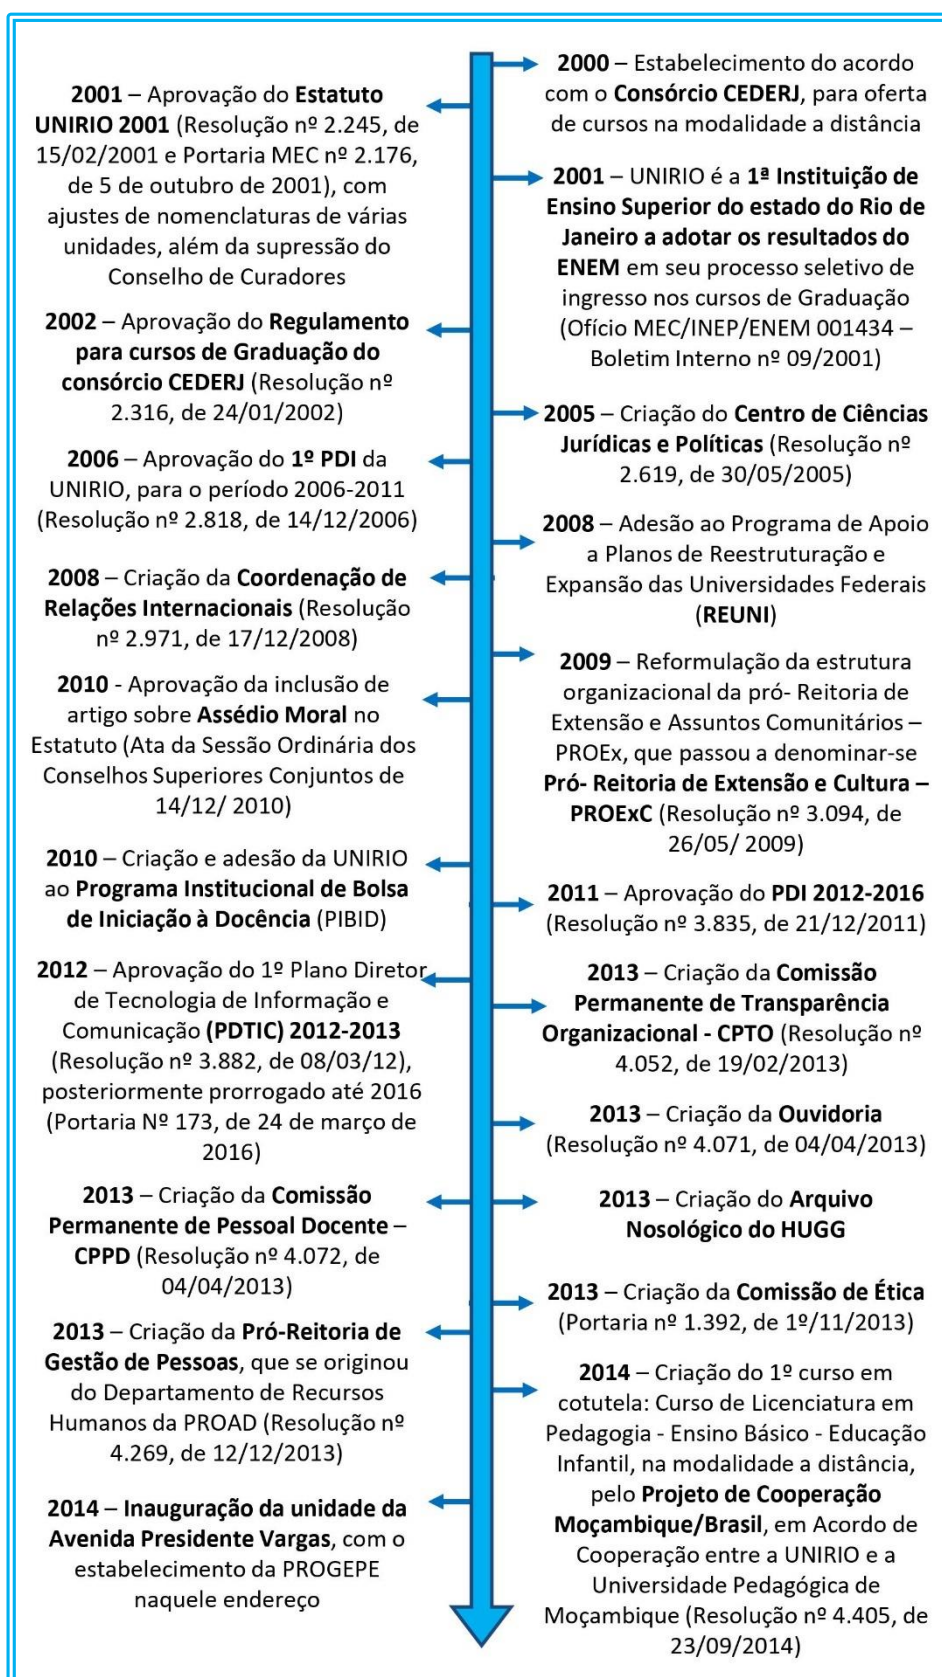 2000 – Estabelecimento do acordo
com o Consórcio CEDERJ, para oferta
de cursos na modalidade a distância
2001 – Aprovação do Estatuto
UNIRIO 2001 (Resolução nº 2.245, de
15/02/2001 e Portaria MEC nº 2.176,
de 5 de outubro de 2001), com
ajustes de nomenclaturas de várias
unidades, além da supressão do
Conselho de Curadores
2001 – UNIRIO é a 1ª Instituição de
Ensino Superior do estado do Rio de
Janeiro a adotar os resultados do
ENEM em seu processo seletivo de
ingresso nos cursos de Graduação
(Ofício MEC/INEP/ENEM 001434 –
Boletim Interno nº 09/2001)
2002 – Aprovação do Regulamento
para cursos de Graduação do
consórcio CEDERJ (Resolução nº
2.316, de 24/01/2002)
2005 – Criação do Centro de Ciências
Jurídicas e Políticas (Resolução nº
2.619, de 30/05/2005)
2006 – Aprovação do 1º PDI da
UNIRIO, para o período 2006-2011
(Resolução nº 2.818, de 14/12/2006)
2008 – Adesão ao Programa de Apoio
a Planos de Reestruturação e
Expansão das Universidades Federais
(REUNI)
2008 – Criação da Coordenação de
Relações Internacionais (Resolução
nº 2.971, de 17/12/2008)
2009 – Reformulação da estrutura
organizacional da pró- Reitoria de
Extensão e Assuntos Comunitários –
PROEx, que passou a denominar-se
Pró- Reitoria de Extensão e Cultura –
PROExC (Resolução nº 3.094, de
26/05/ 2009)
2010 - Aprovação da inclusão de
artigo sobre Assédio Moral no
Estatuto (Ata da Sessão Ordinária dos
Conselhos Superiores Conjuntos de
14/12/ 2010)
2010 – Criação e adesão da UNIRIO
ao Programa Institucional de Bolsa
de Iniciação à Docência (PIBID)
2011 – Aprovação do PDI 2012-2016
(Resolução nº 3.835, de 21/12/2011)
2012 – Aprovação do 1º Plano Diretor
de Tecnologia de Informação e
Comunicação (PDTIC) 2012-2013
(Resolução nº 3.882, de 08/03/12),
posteriormente prorrogado até 2016
(Portaria Nº 173, de 24 de março de
2016)
2013 – Criação da Comissão
Permanente de Transparência
Organizacional - CPTO (Resolução nº
4.052, de 19/02/2013)
2013 – Criação da Ouvidoria
(Resolução nº 4.071, de 04/04/2013)
2013 – Criação da Comissão
Permanente de Pessoal Docente –
CPPD (Resolução nº 4.072, de
04/04/2013)
2013 – Criação do Arquivo
Nosológico do HUGG
2013 – Criação da Comissão de Ética
(Portaria nº 1.392, de 1º/11/2013)
2013 – Criação da Pró-Reitoria de
Gestão de Pessoas, que se originou
do Departamento de Recursos
Humanos da PROAD (Resolução nº
4.269, de 12/12/2013)
2014 – Criação do 1º curso em
cotutela: Curso de Licenciatura em
Pedagogia - Ensino Básico - Educação
Infantil, na modalidade a distância,
pelo Projeto de Cooperação
Moçambique/Brasil, em Acordo de
Cooperação entre a UNIRIO e a
Universidade Pedagógica de
Moçambique (Resolução nº 4.405, de
23/09/2014)
2014 – Inauguração da unidade da
Avenida Presidente Vargas, com o
estabelecimento da PROGEPE
naquele endereço